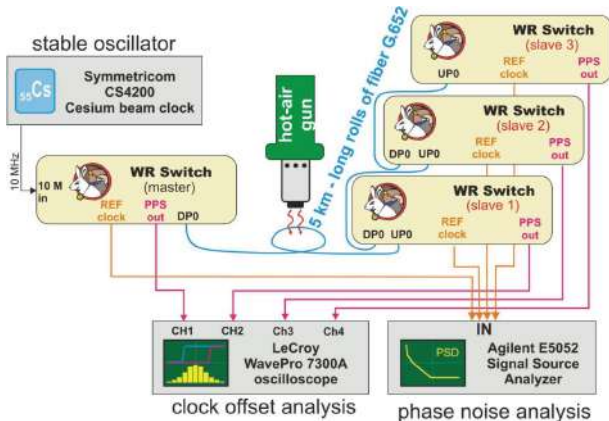 stable oscillator
55Cs
Symmetricom
CS4200
Cesium beam clock
10 MHz
10 M
in
WR Switch
(master)
REF
clock
PPS
out
DP0
hot-air
gun
5 km - long rolls of fiber G.652
WR Switch
(slave 3)
UP0
REF
clock
PPS
out
WR Switch
(slave 2)
DP0 UP0
REF
clock
PPS
out
WR Switch
(slave 1)
DP0 UP0
REF
clock
PPS
out
CH1 CH2 Ch3 Ch4
LeCroy
WavePro 7300A
oscilloscope
clock offset analysis
IN
PSD
Agilent E5052
Signal Source
Analyzer
phase noise analysis